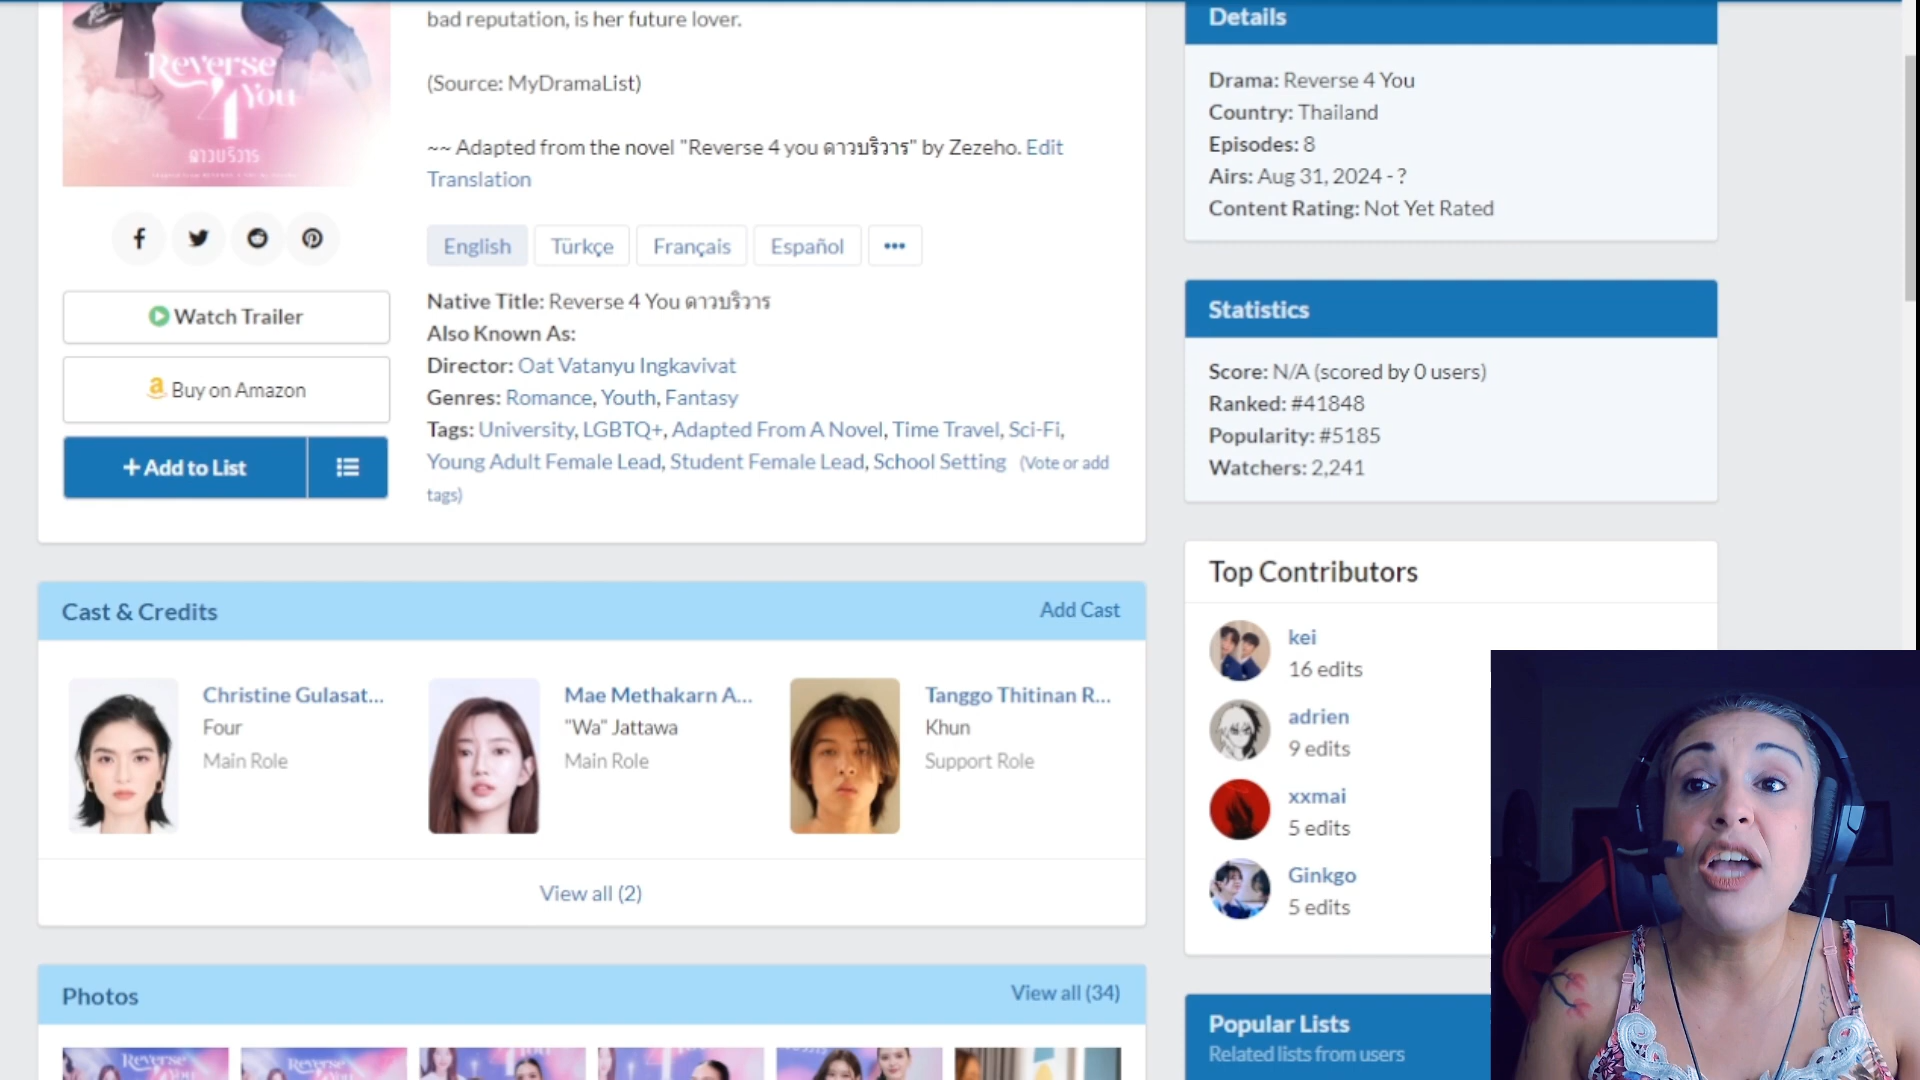 bad reputation, is her future lover.
(Source: MyDramaList)
~~ Adapted from the novel "Reverse 4 you ดาวบริวาร" by Zezeho. Edit
Translation
Reverse
4
You
ดาวบริวาร
English
Türkçe
Français
Español
•••
Native Title: Reverse 4 You ดาวบริวาร
Also Known As:
Director: Oat Vatanyu Ingkavivat
Genres: Romance, Youth, Fantasy
Tags: University, LGBTQ+, Adapted From A Novel, Time Travel, Sci-Fi,
Young Adult Female Lead, Student Female Lead, School Setting (Vote or add
tags)
Watch Trailer
Buy on Amazon
+ Add to List
Cast & Credits
Add Cast
Christine Gulasat...
Four
Main Role
Mae Methakarn A...
"Wa" Jattawa
Main Role
Tanggo Thitinan R...
Khun
Support Role
View all (2)
Photos
View all (34)
Reverse
You
Reverse
You
Details
Drama: Reverse 4 You
Country: Thailand
Episodes: 8
Airs: Aug 31, 2024 - ?
Content Rating: Not Yet Rated
Statistics
Score: N/A (scored by 0 users)
Ranked: #41848
Popularity: #5185
Watchers: 2,241
Top Contributors
kei
16 edits
adrien
9 edits
xxmai
5 edits
Ginkgo
5 edits
Popular Lists
Related lists from users